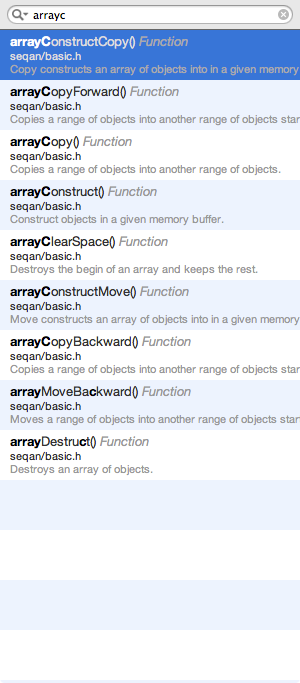 arrayc
arrayConstructCopy() Function
seqan/basic.h
Copy constructs an array of objects into in a given memory
arrayCopyForward() Function
seqan/basic.h
Copies a range of objects into another range of objects star
arrayCopy() Function
seqan/basic.h
Copies a range of objects into another range of objects.
arrayConstruct() Function
seqan/basic.h
Construct objects in a given memory buffer.
arrayClearSpace() Function
seqan/basic.h
Destroys the begin of an array and keeps the rest.
arrayConstructMove() Function
seqan/basic.h
Move constructs an array of objects into in a given memory
arrayCopyBackward() Function
seqan/basic.h
Copies a range of objects into another range of objects star
arrayMoveBackward() Function
seqan/basic.h
Moves a range of objects into another range of objects star
arrayDestruct() Function
seqan/basic.h
Destroys an array of objects.